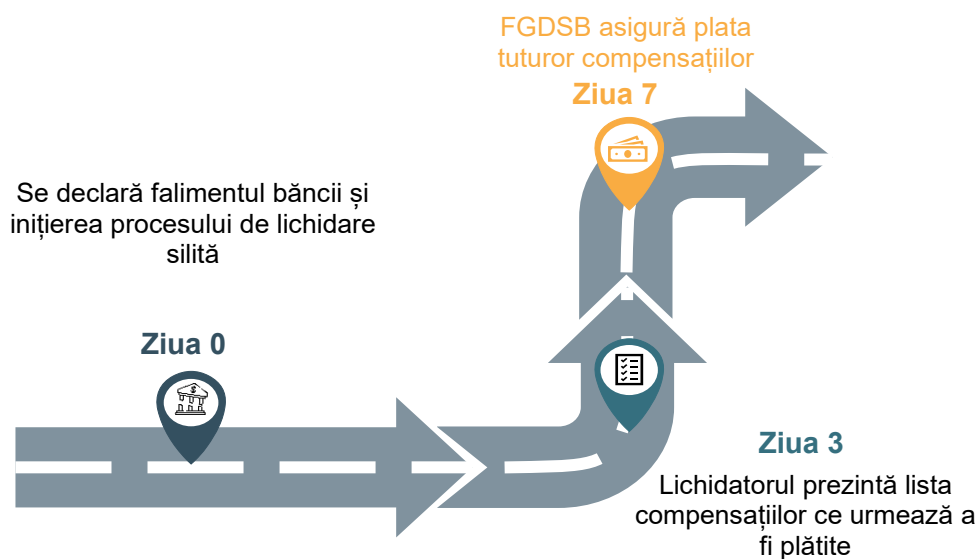 FGDSB asigură plata
tuturor compensațiilor
Ziua 7
Se declară falimentul băncii și
inițierea procesului de lichidare
silită
Ziua 0
Ziua 3
Lichidatorul prezintă lista
compensațiilor ce urmează a
fi plătite